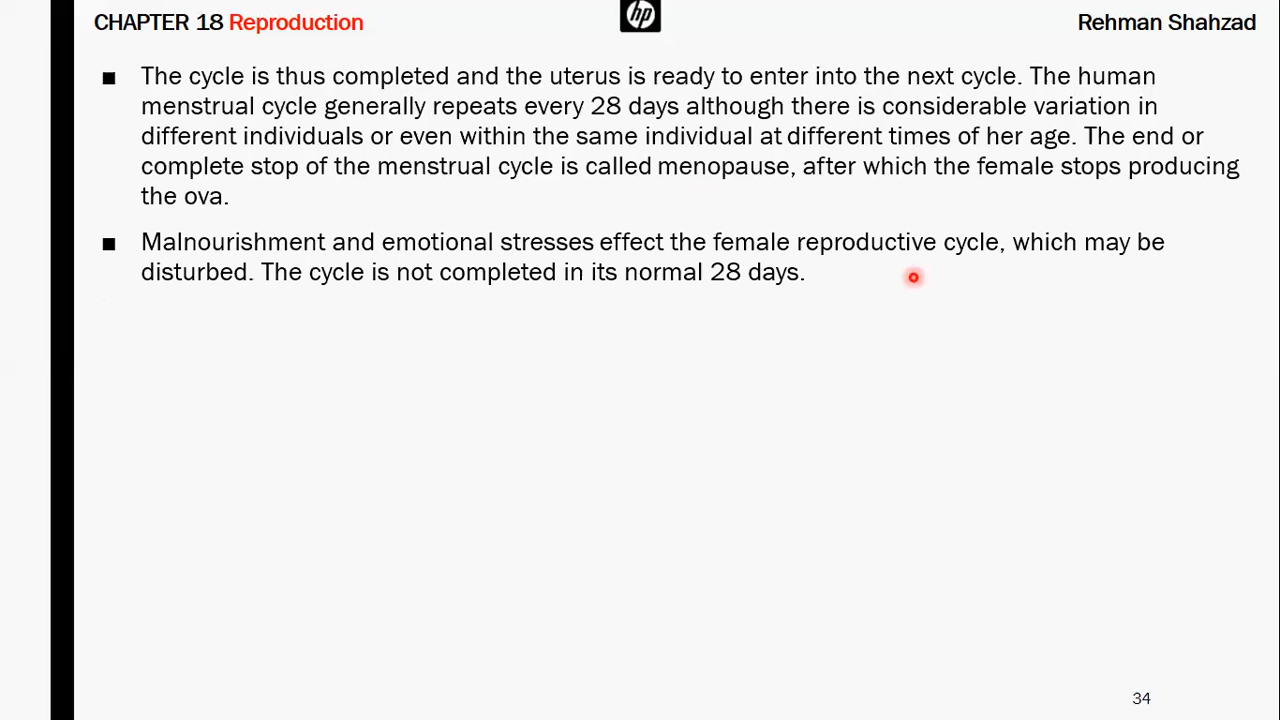 CHAPTER 18 Reproduction
hp
Rehman Shahzad
■ The cycle is thus completed and the uterus is ready to enter into the next cycle. The human
menstrual cycle generally repeats every 28 days although there is considerable variation in
different individuals or even within the same individual at different times of her age. The end or
complete stop of the menstrual cycle is called menopause, after which the female stops producing
the ova.
■ Malnourishment and emotional stresses effect the female reproductive cycle, which may be
disturbed. The cycle is not completed in its normal 28 days.
34